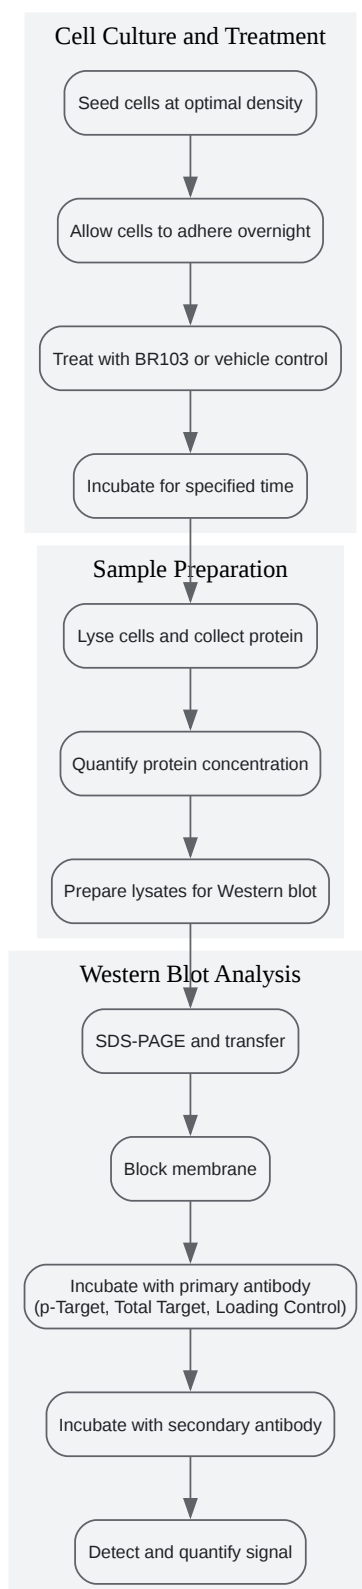 Cell Culture and Treatment
Seed cells at optimal density
Allow cells to adhere overnight
Treat with BR103 or vehicle control
Incubate for specified time
Sample Preparation
Lyse cells and collect protein
Quantify protein concentration
Prepare lysates for Western blot
Western Blot Analysis
SDS-PAGE and transfer
Block membrane
Incubate with primary antibody
(p-Target, Total Target, Loading Control)
Incubate with secondary antibody
Detect and quantify signal